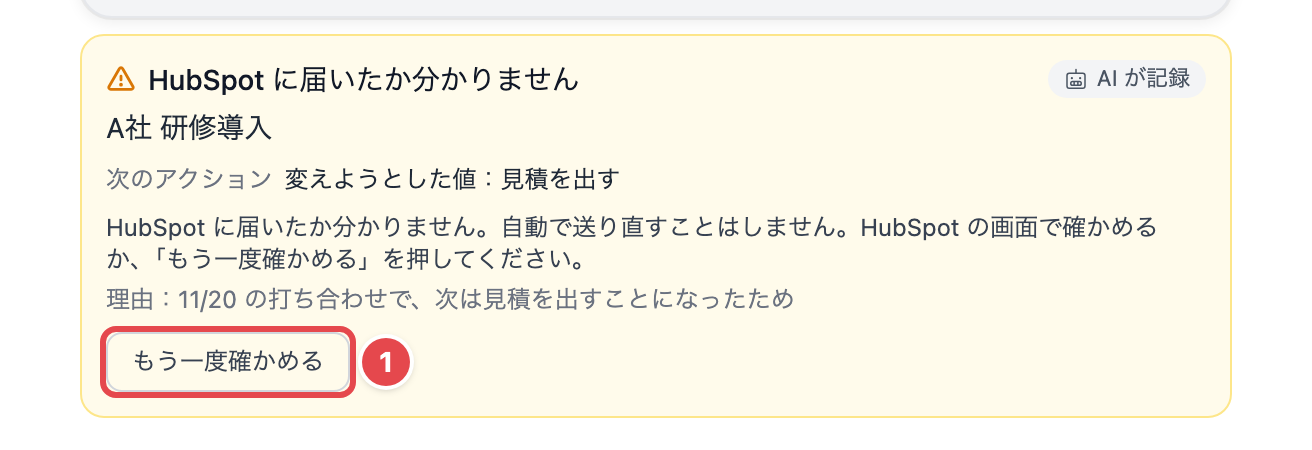 HubSpot に届いたか分かりません
AI が記録
A社 研修導入
次のアクション 変えようとした値：見積を出す
HubSpot に届いたか分かりません。自動で送り直すことはしません。HubSpot の画面で確かめる
か、「もう一度確かめる」を押してください。
理由：11/20 の打ち合わせで、次は見積を出すことになったため
もう一度確かめる
1